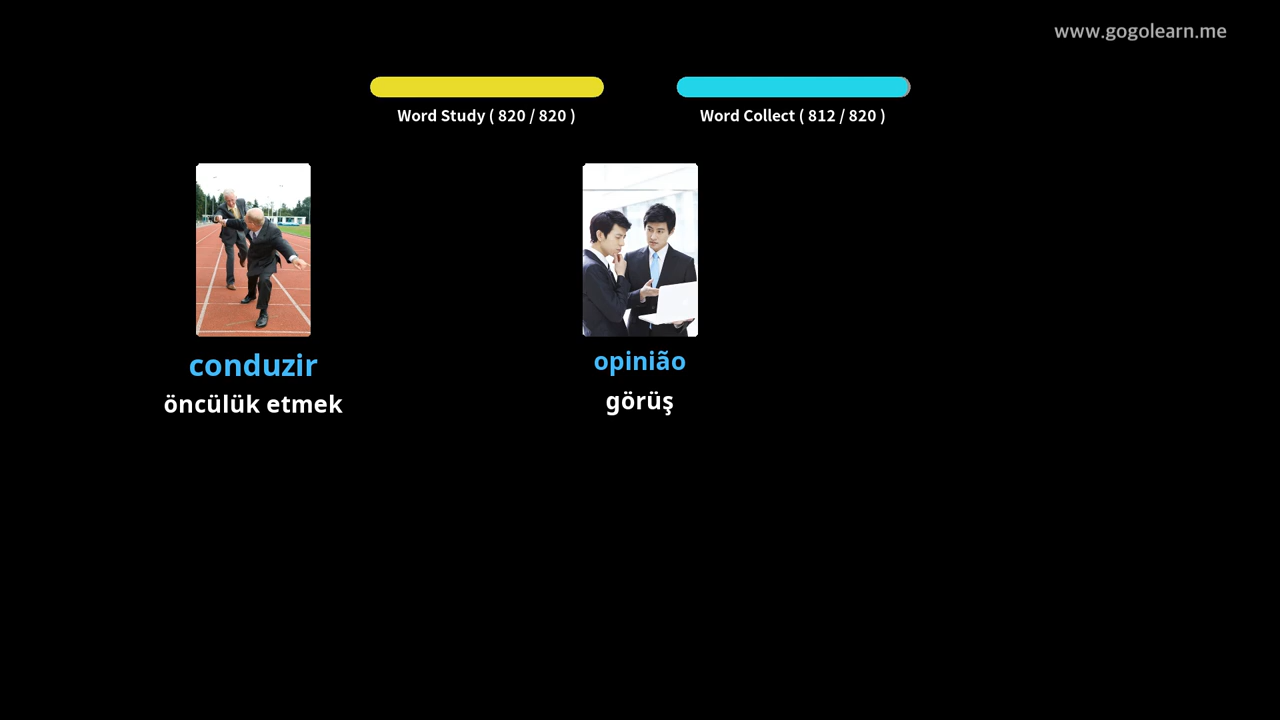 www.gogolearn.me
Word Study ( 820 / 820 )
Word Collect ( 812 / 820 )
conduzir
öncülük etmek
opinião
görüş